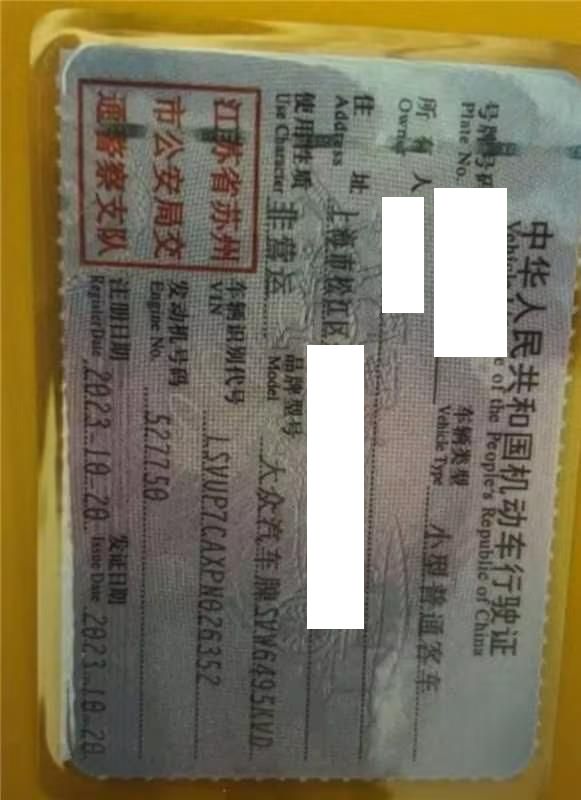 中华人民共和国机动车行驶证
Vehicle e of the People's Republic of China
号牌号码
Plate No.
车辆类型 小型普通客车
Vehicle Type
所有人
Owner
住 址 上海市松江区
Address
使用性质 非营运
Use Character
品牌型号 大众汽车牌SVW6495KVD
Model
江苏省苏州
市公安局交
通警察支队
车辆识别代号 LSVUP7CAXPN026352
VIN
发动机号码 527750
Engine No.
注册日期 2023-10-20
Register Date
发证日期 2023-10-20
Issue Date